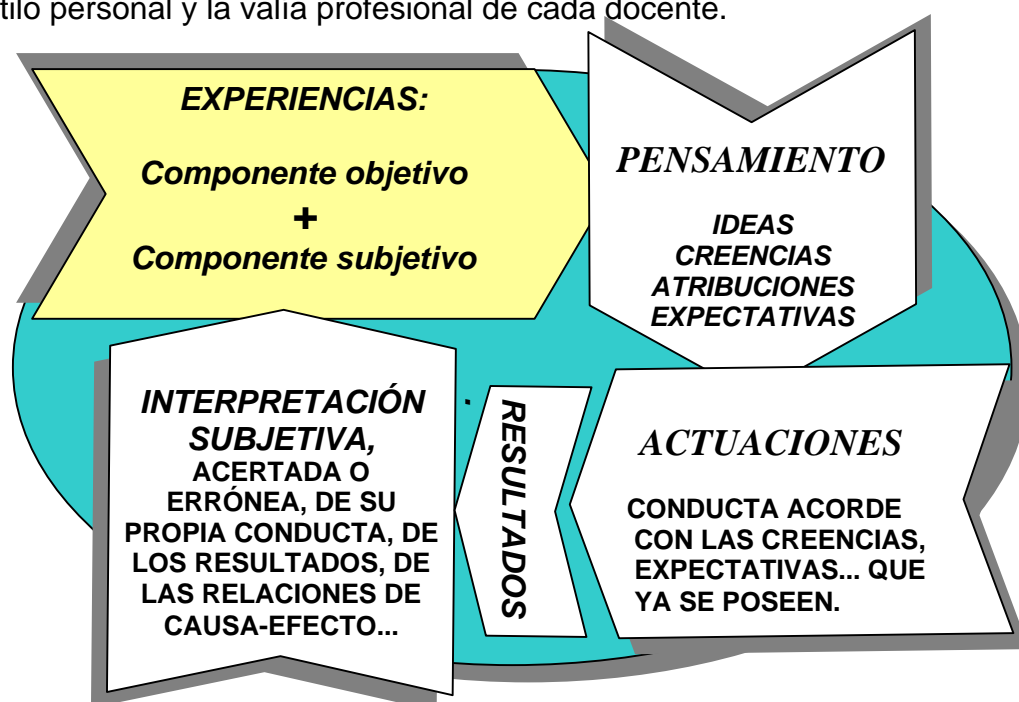 tilo personal y la valía profesional de cada docente.
EXPERIENCIAS:
Componente objetivo
+
Componente subjetivo
PENSAMIENTO
IDEAS
CREENCIAS
ATRIBUCIONES
EXPECTATIVAS
ACTUACIONES
CONDUCTA ACORDE
CON LAS CREENCIAS,
EXPECTATIVAS... QUE
YA SE POSEEN.
RESULTADOS
.
INTERPRETACIÓN
SUBJETIVA,
ACERTADA O
ERRÓNEA, DE SU
PROPIA CONDUCTA, DE
LOS RESULTADOS, DE
LAS RELACIONES DE
CAUSA-EFECTO...